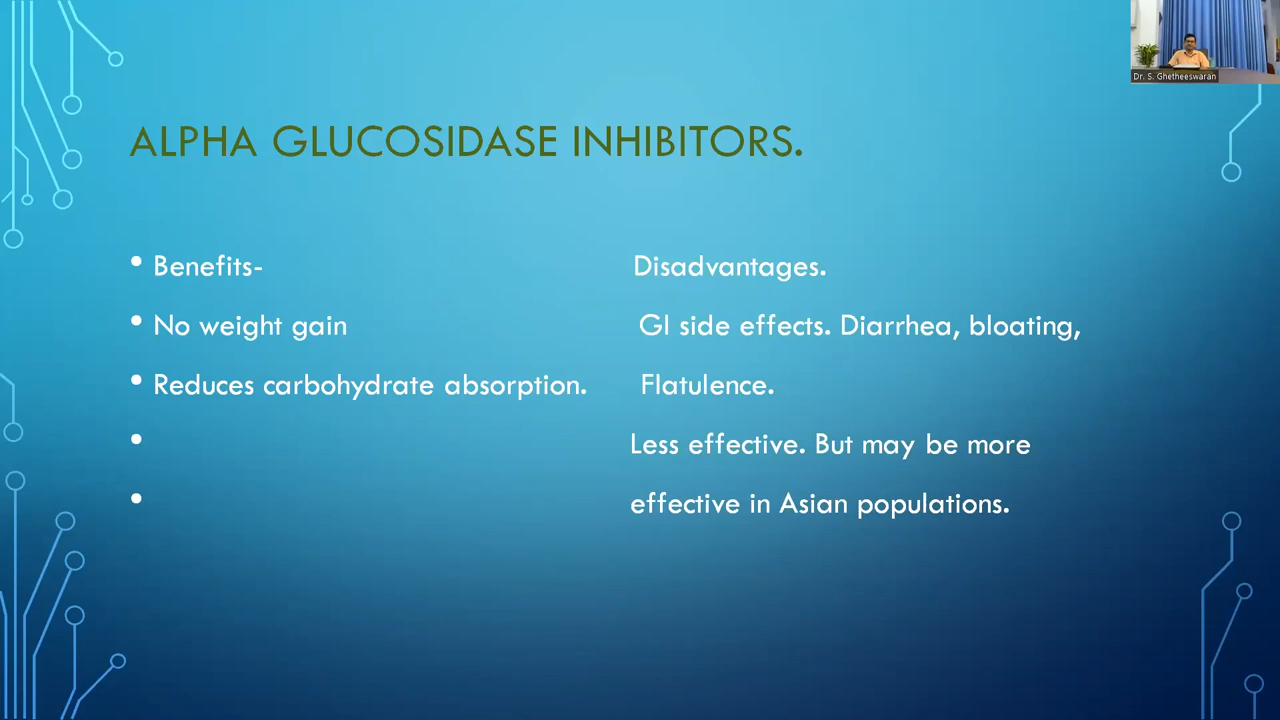 Dr. S. Ghetheeswaran
ALPHA GLUCOSIDASE INHIBITORS.
• Benefits- Disadvantages.
• No weight gain GI side effects. Diarrhea, bloating,
• Reduces carbohydrate absorption. Flatulence.
• Less effective. But may be more
• effective in Asian populations.